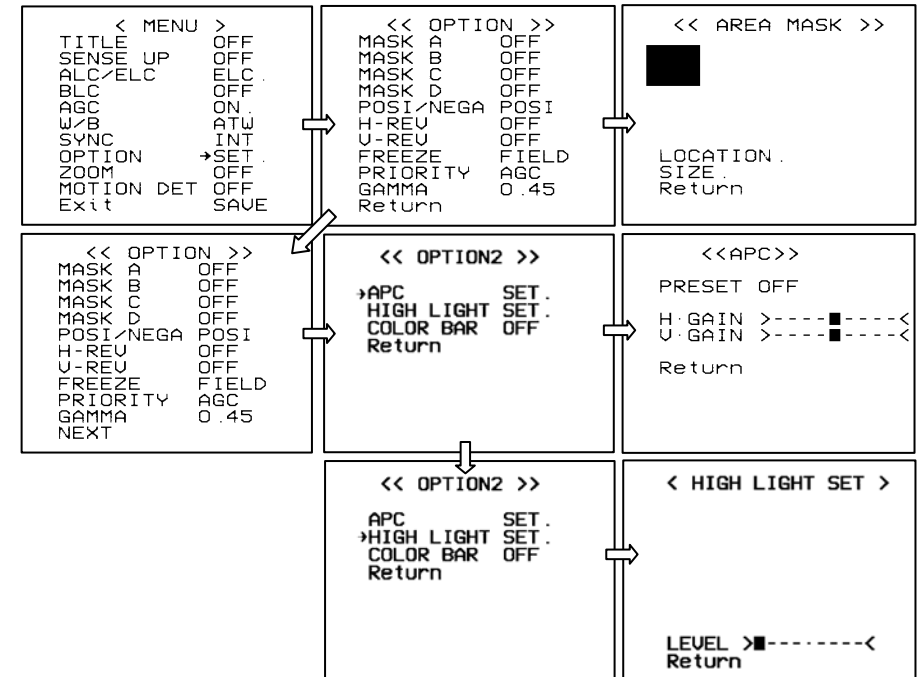 < MENU >
TITLE OFF
SENSE UP OFF
ALC/ELC ELC.
BLC OFF
AGC ON.
W/B ATW
SYNC INT
OPTION →SET.
ZOOM OFF
MOTION DET OFF
Exit SAVE
<< OPTION >>
MASK A OFF
MASK B OFF
MASK C OFF
MASK D OFF
POSI/NEGA POSI
H-REV OFF
V-REV OFF
FREEZE FIELD
PRIORITY AGC
GAMMA 0.45
Return
<< AREA MASK >>
LOCATION.
SIZE.
Return
<< OPTION >>
MASK A OFF
MASK B OFF
MASK C OFF
MASK D OFF
POSI/NEGA POSI
H-REV OFF
V-REV OFF
FREEZE FIELD
PRIORITY AGC
GAMMA 0.45
NEXT
<< OPTION2 >>
→APC SET.
HIGH LIGHT SET.
COLOR BAR OFF
Return
<<APC>>
PRESET OFF
H·GAIN >----■----<
V·GAIN >----■----<
Return
<< OPTION2 >>
APC SET.
→HIGH LIGHT SET.
COLOR BAR OFF
Return
< HIGH LIGHT SET >
LEVEL >■----·----<
Return